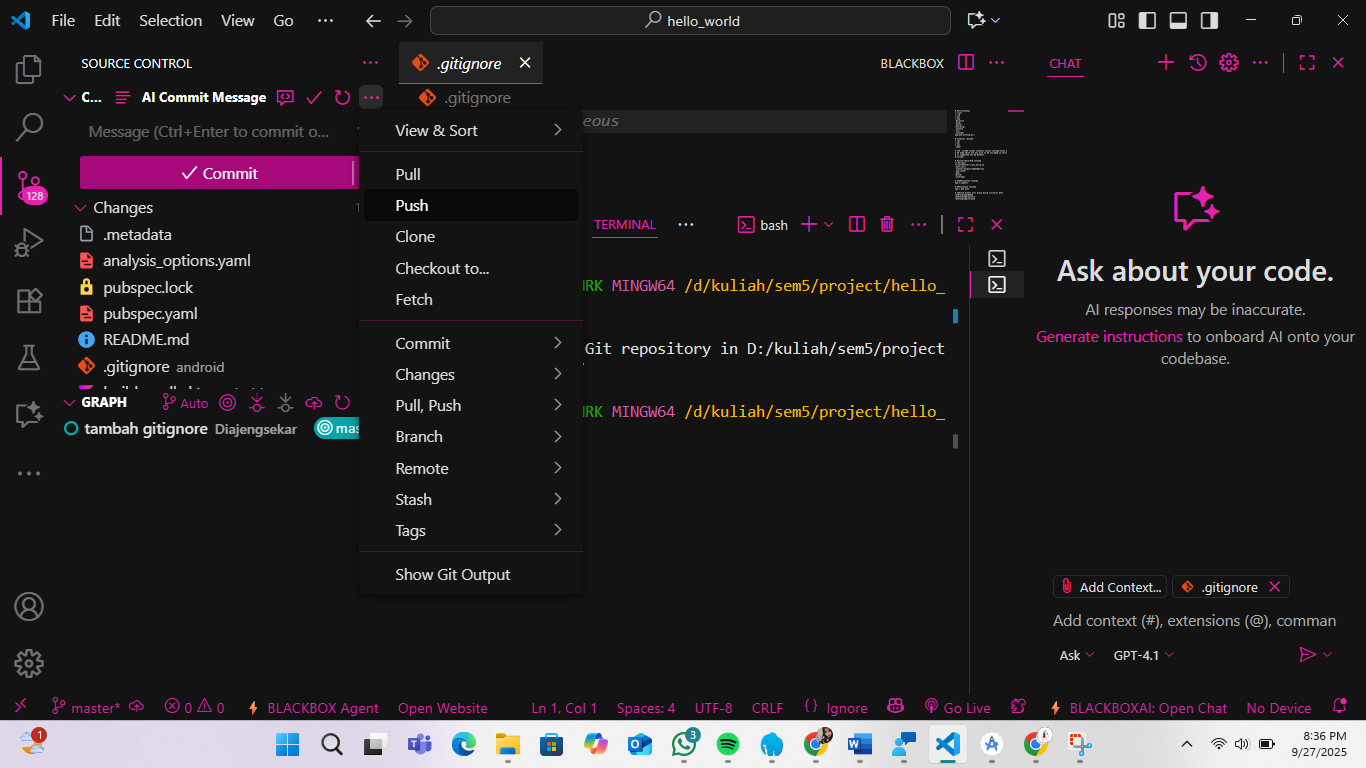 File Edit Selection View Go ··· hello_world
SOURCE CONTROL ···
C... AI Commit Message ···
Message (Ctrl+Enter to commit o...
Commit
128
Changes
.metadata
analysis_options.yaml
pubspec.lock
pubspec.yaml
README.md
.gitignore android
GRAPH Auto
tambah gitignore Diajengsekar mas
.gitignore
.gitignore
BLACKBOX ···
eous
View & Sort
Pull
Push
Clone
Checkout to...
Fetch
Commit
Changes
Pull, Push
Branch
Remote
Stash
Tags
Show Git Output
TERMINAL ··· bash ···
RK MINGW64 /d/kuliah/sem5/project/hello_
Git repository in D:/kuliah/sem5/project
RK MINGW64 /d/kuliah/sem5/project/hello_
CHAT ···
Ask about your code.
AI responses may be inaccurate.
Generate instructions to onboard AI onto your
codebase.
Add Context... .gitignore
Add context (#), extensions (@), comman
Ask GPT-4.1
master* 0 0 BLACKBOX Agent Open Website Ln 1, Col 1 Spaces: 4 UTF-8 CRLF {} Ignore Go Live BLACKBOXAI: Open Chat No Device
1
3
8:36 PM
9/27/2025